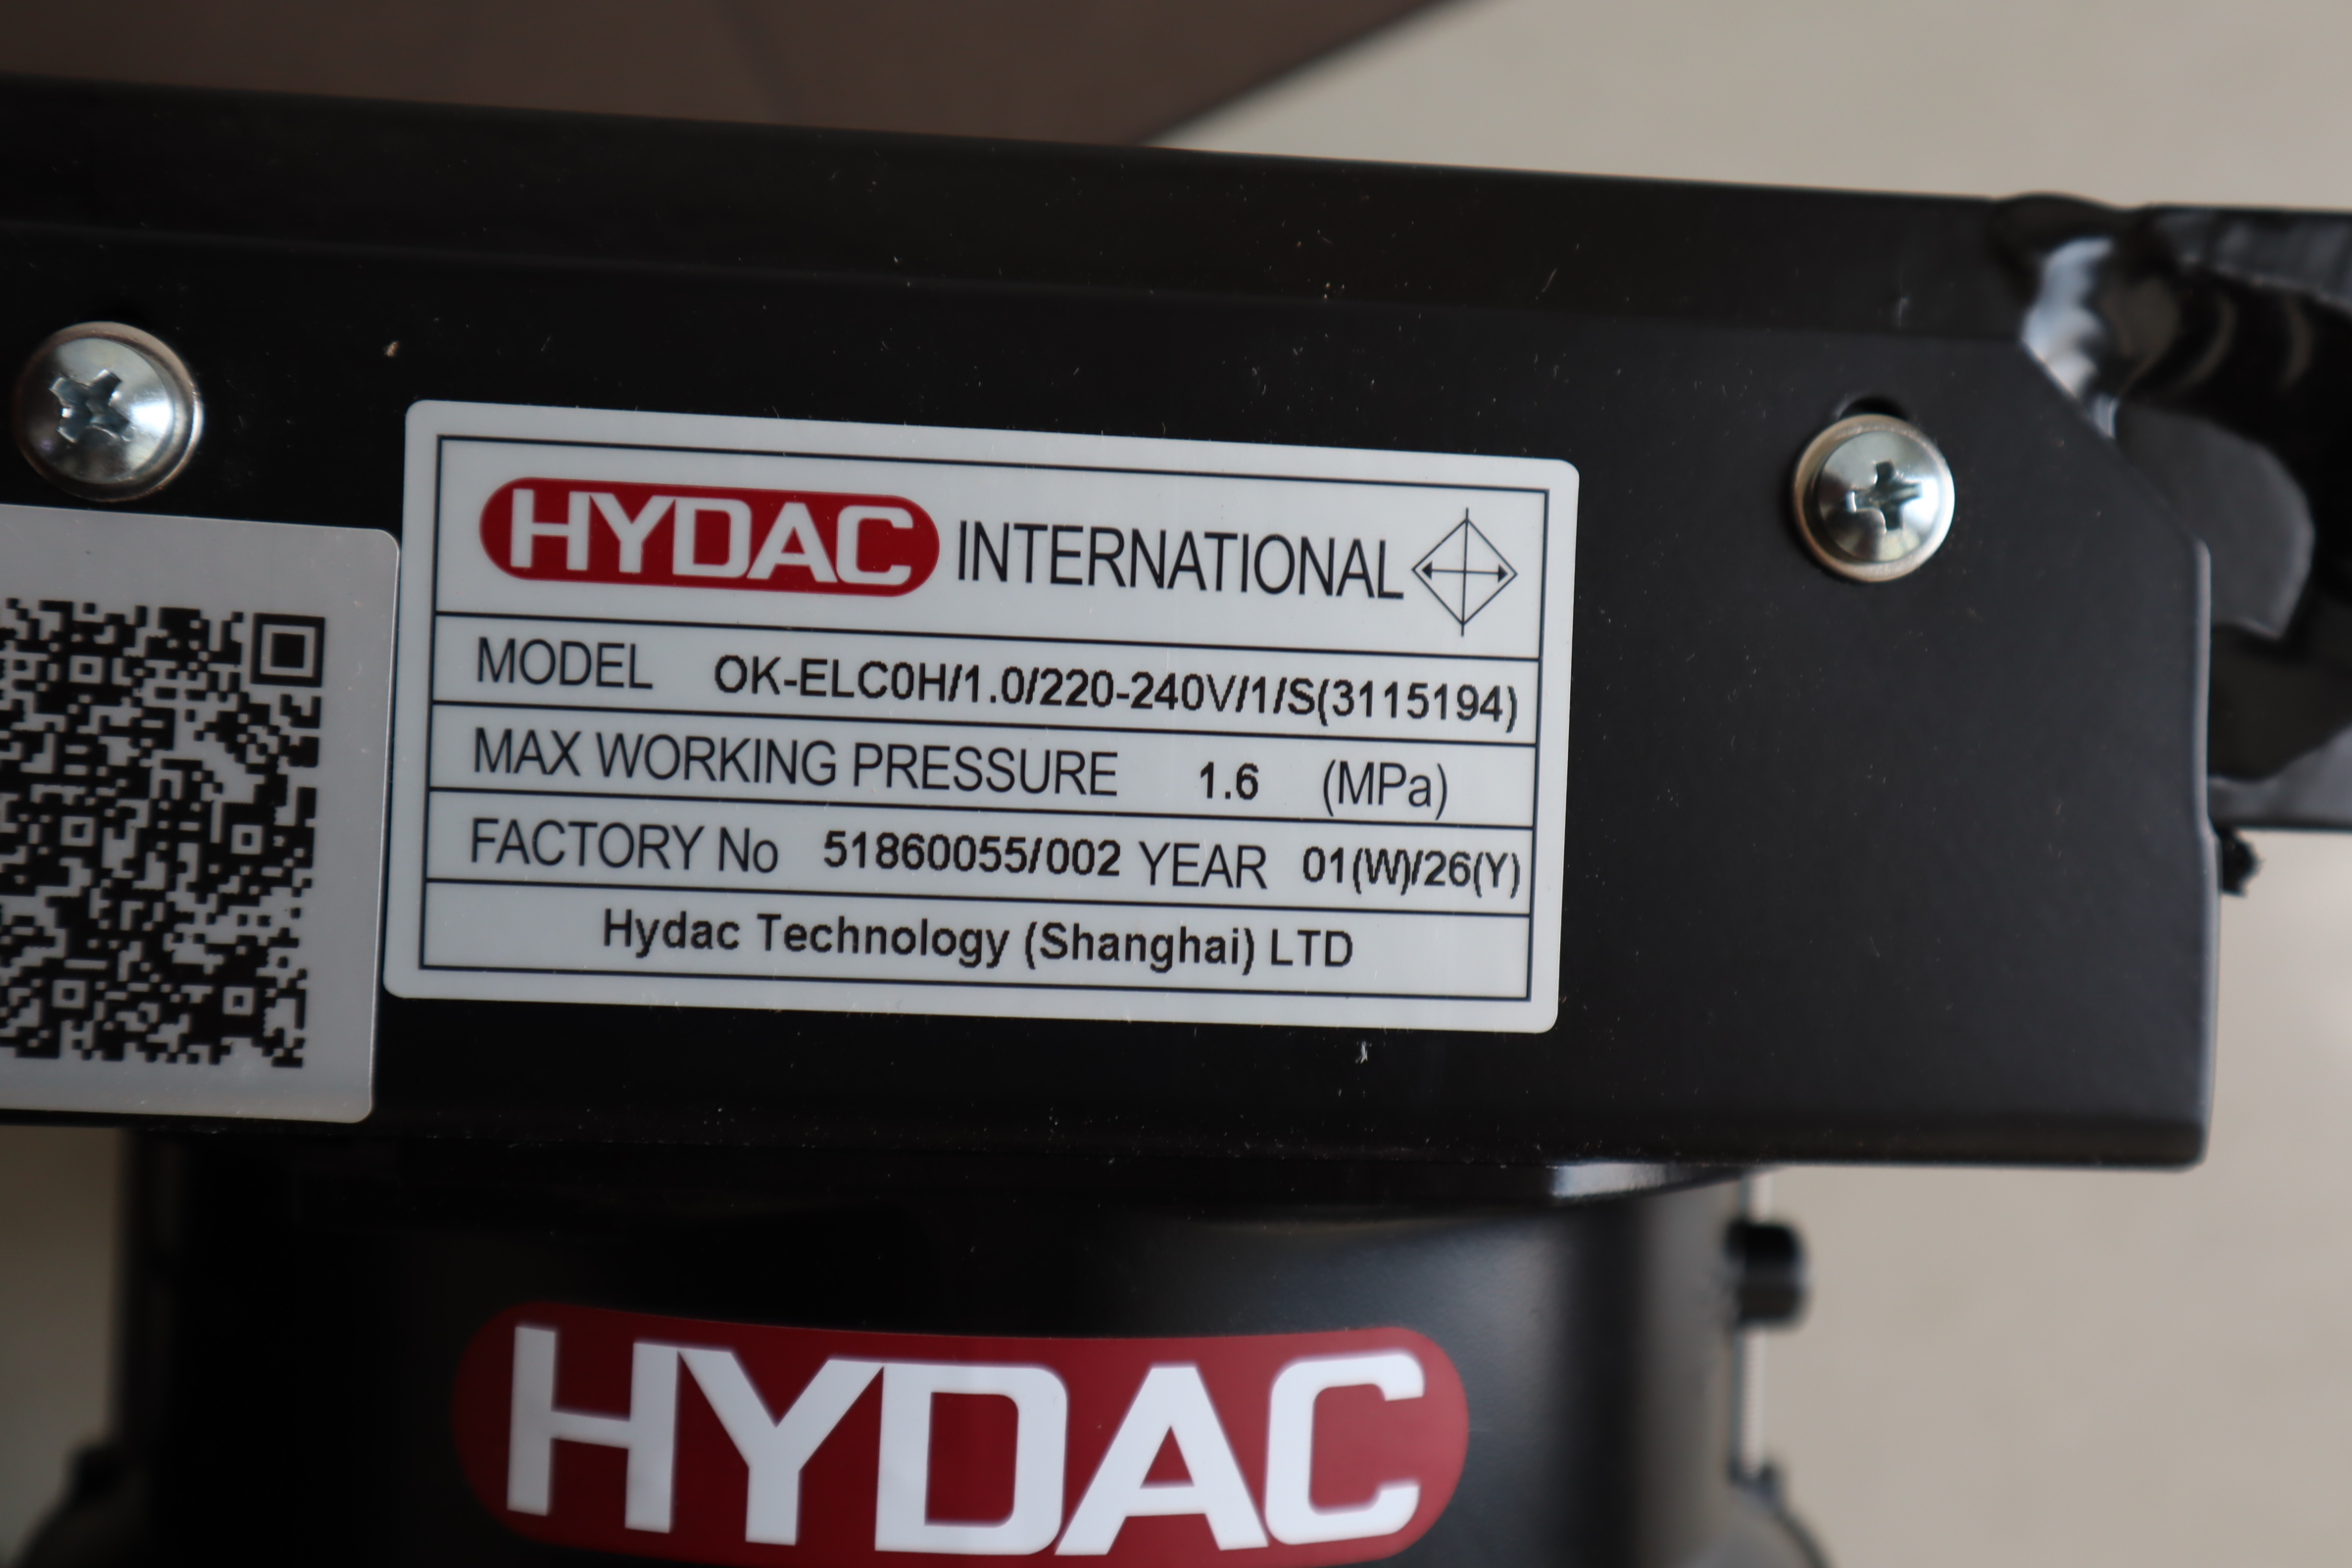 HYDAC INTERNATIONAL
MODEL OK-ELC0H/1.0/220-240V/1/S(3115194)
MAX WORKING PRESSURE 1.6 (MPa)
FACTORY No 51860055/002 YEAR 01(W)/26(Y)
Hydac Technology (Shanghai) LTD
HYDAC